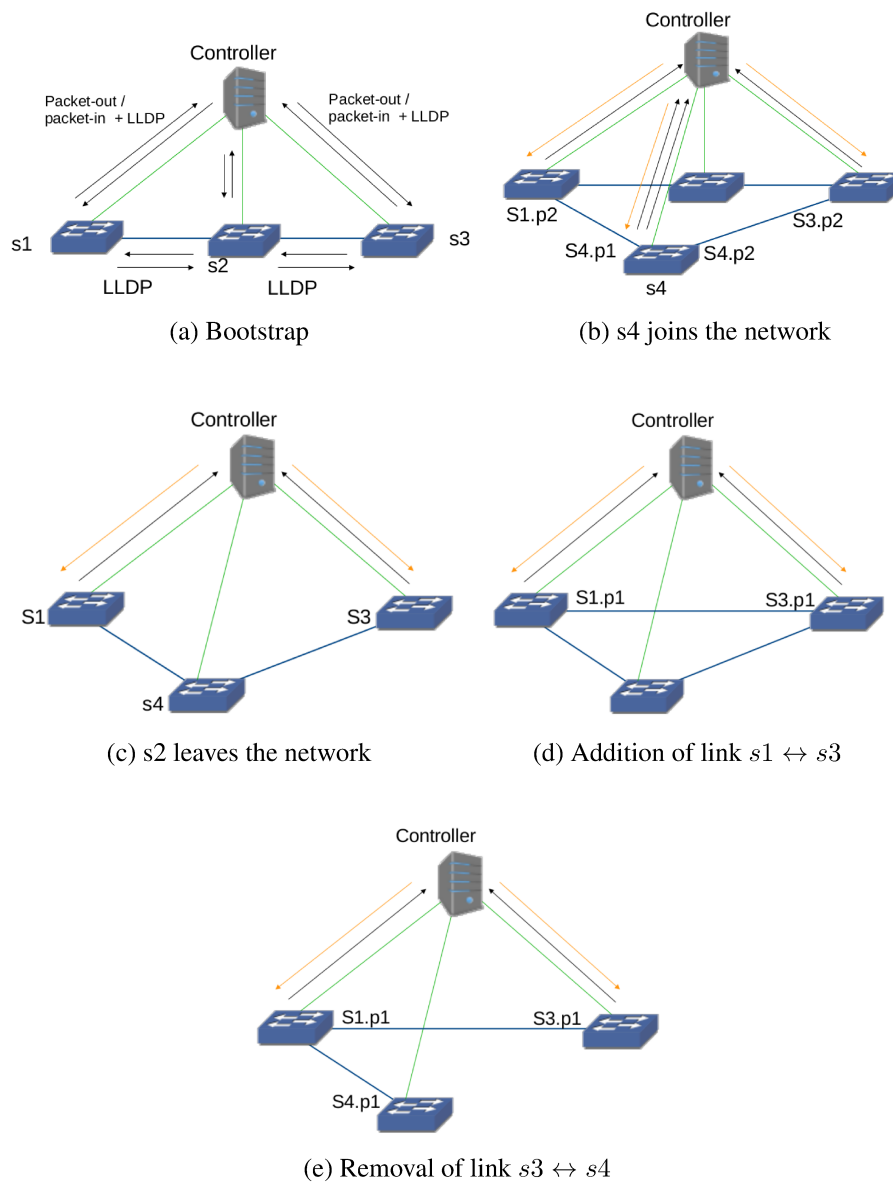 Controller
Packet-out /
packet-in + LLDP
Packet-out /
packet-in + LLDP
s1
s2
s3
LLDP
LLDP
(a) Bootstrap
Controller
S1.p2
S3.p2
S4.p1
S4.p2
s4
(b) s4 joins the network
Controller
S1
S3
s4
(c) s2 leaves the network
Controller
S1.p1
S3.p1
(d) Addition of link s1 ↔ s3
Controller
S1.p1
S3.p1
S4.p1
(e) Removal of link s3 ↔ s4